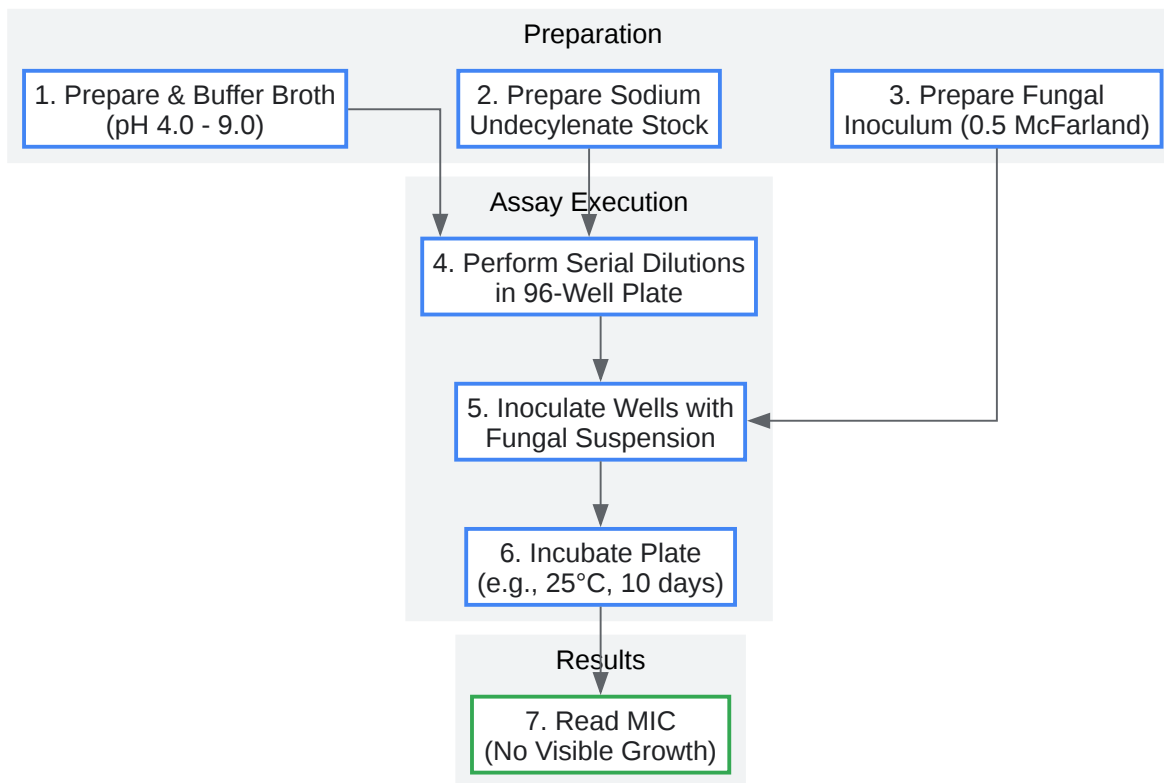 Preparation
1. Prepare & Buffer Broth
(pH 4.0 - 9.0)
2. Prepare Sodium
Undecylenate Stock
3. Prepare Fungal
Inoculum (0.5 McFarland)
Assay Execution
4. Perform Serial Dilutions
in 96-Well Plate
5. Inoculate Wells with
Fungal Suspension
6. Incubate Plate
(e.g., 25°C, 10 days)
Results
7. Read MIC
(No Visible Growth)